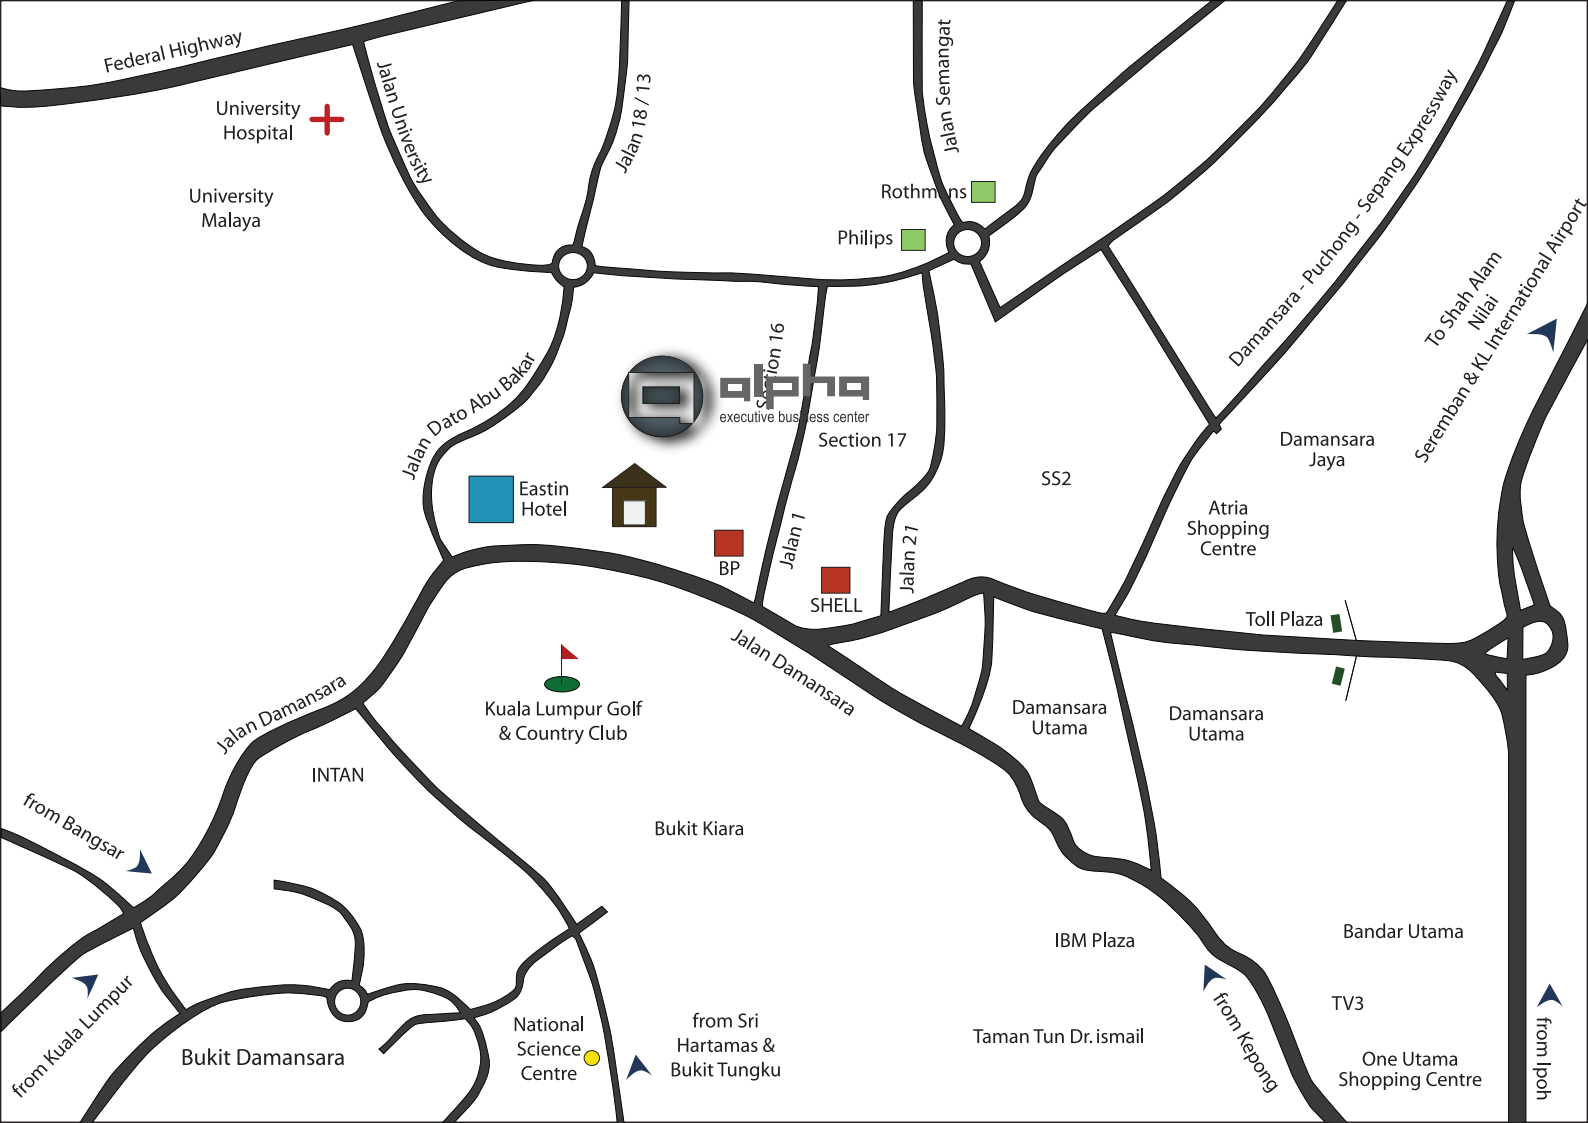 Federal Highway
University
Hospital
University
Malaya
Jalan University
Jalan 18 / 13
Jalan Semangat
Rothmans
Philips
Damansara - Puchong - Sepang Expressway
To Shah Alam
Nilai
Seremban & KL International Airport
Jalan Dato Abu Bakar
Section 16
alpha
executive business center
Section 17
Damansara
Jaya
SS2
Eastin
Hotel
Atria
Shopping
Centre
BP
Jalan 1
SHELL
Jalan 21
Toll Plaza
Jalan Damansara
Jalan Damansara
Kuala Lumpur Golf
& Country Club
Damansara
Utama
Damansara
Utama
INTAN
Bukit Kiara
from Bangsar
IBM Plaza
Bandar Utama
from Kuala Lumpur
TV3
Bukit Damansara
National
Science
Centre
from Sri
Hartamas &
Bukit Tungku
Taman Tun Dr. ismail
from Kepong
One Utama
Shopping Centre
from Ipoh